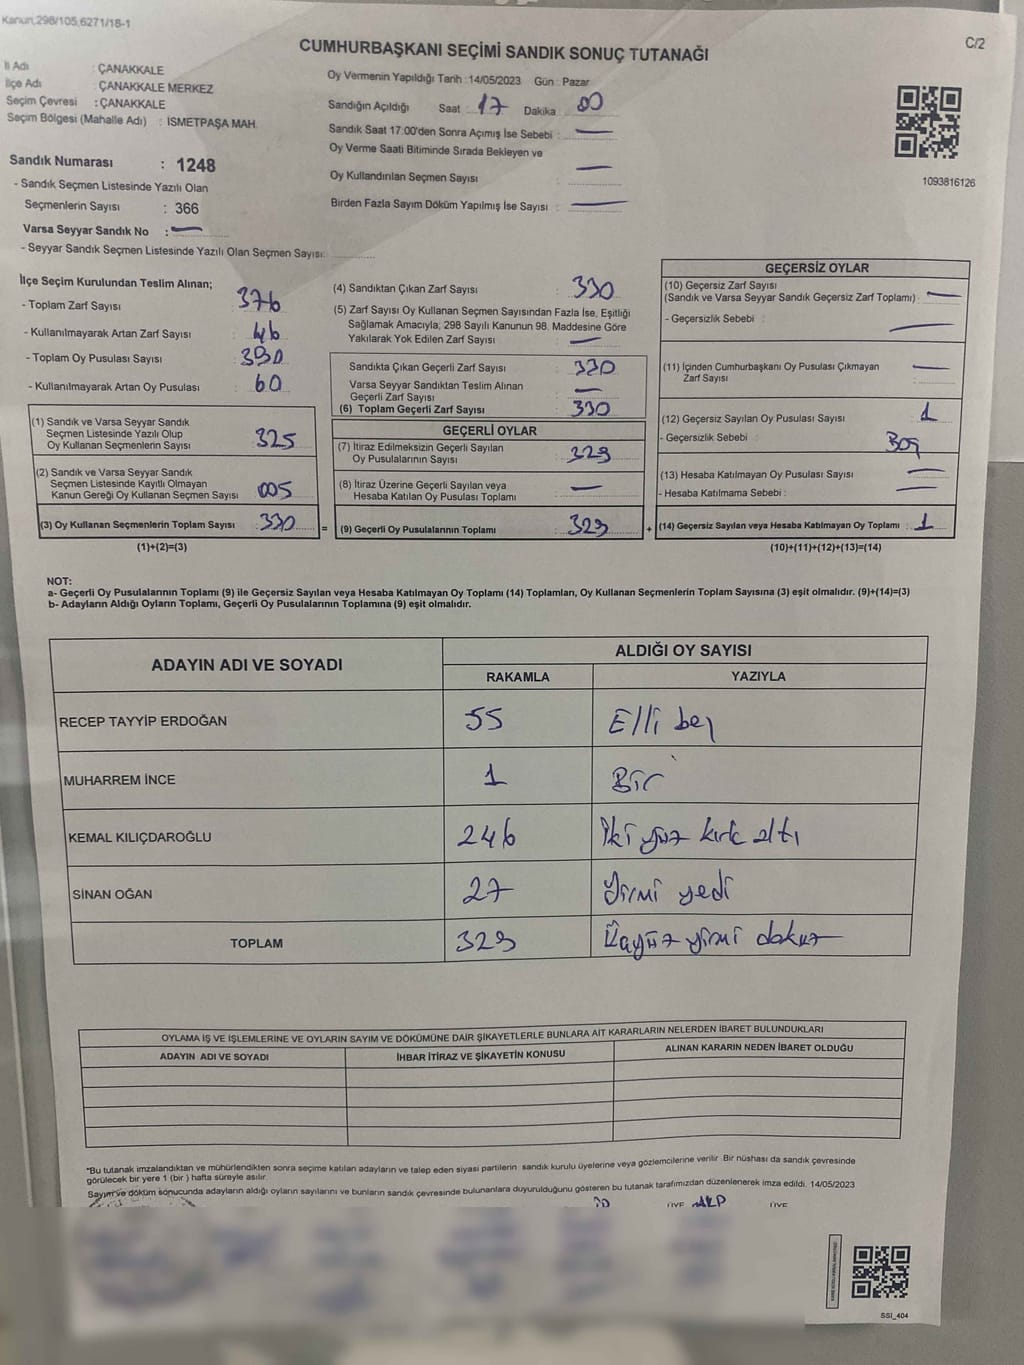 Kanun,298/105,6271/18-1
C/2
CUMHURBAŞKANI SEÇİMİ SANDIK SONUÇ TUTANAĞI
İl Adı : ÇANAKKALE
İlçe Adı : ÇANAKKALE MERKEZ
Seçim Çevresi : ÇANAKKALE
Seçim Bölgesi (Mahalle Adı) : İSMETPAŞA MAH.
Sandık Numarası : 1248
- Sandık Seçmen Listesinde Yazılı Olan
Seçmenlerin Sayısı : 366
Varsa Seyyar Sandık No : —
- Seyyar Sandık Seçmen Listesinde Yazılı Olan Seçmen Sayısı:
Oy Vermenin Yapıldığı Tarih : 14/05/2023 Gün : Pazar
Sandığın Açıldığı Saat 17 Dakika 00
Sandık Saat 17:00'den Sonra Açımış İse Sebebi : —
Oy Verme Saati Bitiminde Sırada Bekleyen ve
Oy Kullandırılan Seçmen Sayısı : —
Birden Fazla Sayım Döküm Yapılmış İse Sayısı : —
1093816126
İlçe Seçim Kurulundan Teslim Alınan;
- Toplam Zarf Sayısı : 376
- Kullanılmayarak Artan Zarf Sayısı : 46
- Toplam Oy Pusulası Sayısı : 390
- Kullanılmayarak Artan Oy Pusulası : 60
(1) Sandık ve Varsa Seyyar Sandık
Seçmen Listesinde Yazılı Olup
Oy Kullanan Seçmenlerin Sayısı : 325
(2) Sandık ve Varsa Seyyar Sandık
Seçmen Listesinde Kayıtlı Olmayan
Kanun Gereği Oy Kullanan Seçmen Sayısı : 005
(3) Oy Kullanan Seçmenlerin Toplam Sayısı : 330 =
(1)+(2)=(3)
(4) Sandıktan Çıkan Zarf Sayısı : 330
(5) Zarf Sayısı Oy Kullanan Seçmen Sayısından Fazla İse, Eşitliği
Sağlamak Amacıyla, 298 Sayılı Kanunun 98. Maddesine Göre
Yakılarak Yok Edilen Zarf Sayısı : —
Sandıkta Çıkan Geçerli Zarf Sayısı : 330
Varsa Seyyar Sandıktan Teslim Alınan
Geçerli Zarf Sayısı : —
(6) Toplam Geçerli Zarf Sayısı : 330
GEÇERLİ OYLAR
(7) İtiraz Edilmeksizin Geçerli Sayılan
Oy Pusulalarının Sayısı : 329
(8) İtiraz Üzerine Geçerli Sayılan veya
Hesaba Katılan Oy Pusulası Toplamı : —
(9) Geçerli Oy Pusulalarının Toplamı : 329 +
GEÇERSİZ OYLAR
(10) Geçersiz Zarf Sayısı
(Sandık ve Varsa Seyyar Sandık Geçersiz Zarf Toplamı) : —
- Geçersizlik Sebebi : —
(11) İçinden Cumhurbaşkanı Oy Pusulası Çıkmayan
Zarf Sayısı : —
(12) Geçersiz Sayılan Oy Pusulası Sayısı : 1
- Geçersizlik Sebebi : Boş
(13) Hesaba Katılmayan Oy Pusulası Sayısı : —
- Hesaba Katılmama Sebebi : —
(14) Geçersiz Sayılan veya Hesaba Katılmayan Oy Toplamı : 1
(10)+(11)+(12)+(13)=(14)
NOT:
a- Geçerli Oy Pusulalarının Toplamı (9) ile Geçersiz Sayılan veya Hesaba Katılmayan Oy Toplamı (14) Toplamları, Oy Kullanan Seçmenlerin Toplam Sayısına (3) eşit olmalıdır. (9)+(14)=(3)
b- Adayların Aldığı Oyların Toplamı, Geçerli Oy Pusulalarının Toplamına (9) eşit olmalıdır.
ADAYIN ADI VE SOYADI ALDIĞI OY SAYISI
RAKAMLA YAZIYLA
RECEP TAYYİP ERDOĞAN 55 Elli beş
MUHARREM İNCE 1 Bir
KEMAL KILIÇDAROĞLU 246 İki yüz kırk altı
SİNAN OĞAN 27 Yirmi yedi
TOPLAM 329 Üçyüz yirmi dokuz
OYLAMA İŞ VE İŞLEMLERİNE VE OYLARIN SAYIM VE DÖKÜMÜNE DAİR ŞİKAYETLERLE BUNLARA AİT KARARLARIN NELERDEN İBARET BULUNDUKLARI
ADAYIN ADI VE SOYADI İHBAR İTİRAZ VE ŞİKAYETİN KONUSU ALINAN KARARIN NEDEN İBARET OLDUĞU
*Bu tutanak imzalandıktan ve mühürlendikten sonra seçime katılan adayların ve talep eden siyasi partilerin sandık kurulu üyelerine veya gözlemcilerine verilir. Bir nüshası da sandık çevresinde
görülecek bir yere 1 (bir ) hafta süreyle asılır.
Sayım ve döküm sonucunda adayların aldığı oyların sayılarını ve bunların sandık çevresinde bulunanlara duyurulduğunu gösteren bu tutanak tarafımızdan düzenlenerek imza edildi. 14/05/2023
ÜYE AKP ÜYE
SSI_404